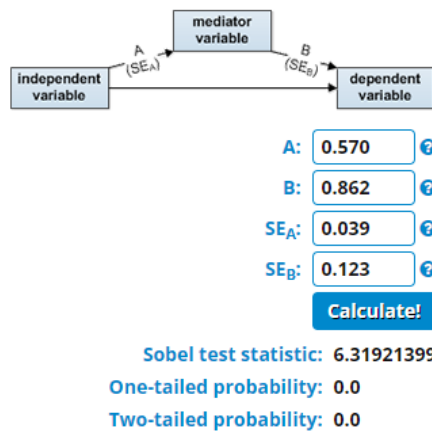 mediator
variable
A
(SEA)
B
(SEB)
independent
variable
dependent
variable
A: 0.570 ?
B: 0.862 ?
SEA: 0.039 ?
SEB: 0.123 ?
Calculate!
Sobel test statistic: 6.31921399
One-tailed probability: 0.0
Two-tailed probability: 0.0